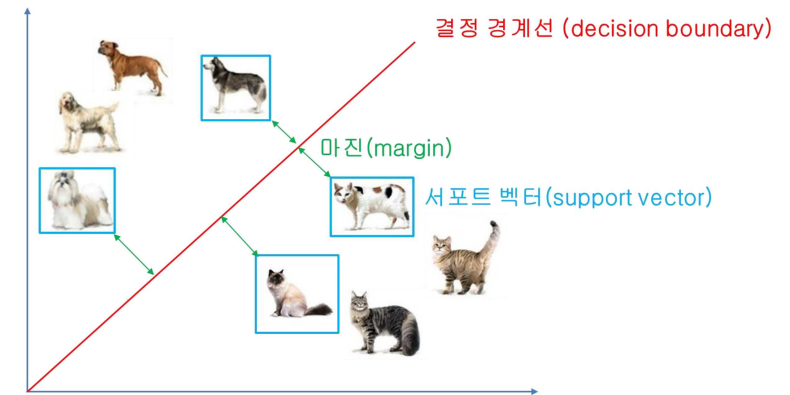 결정 경계선 (decision boundary)
마진(margin)
서포트 벡터(support vector)